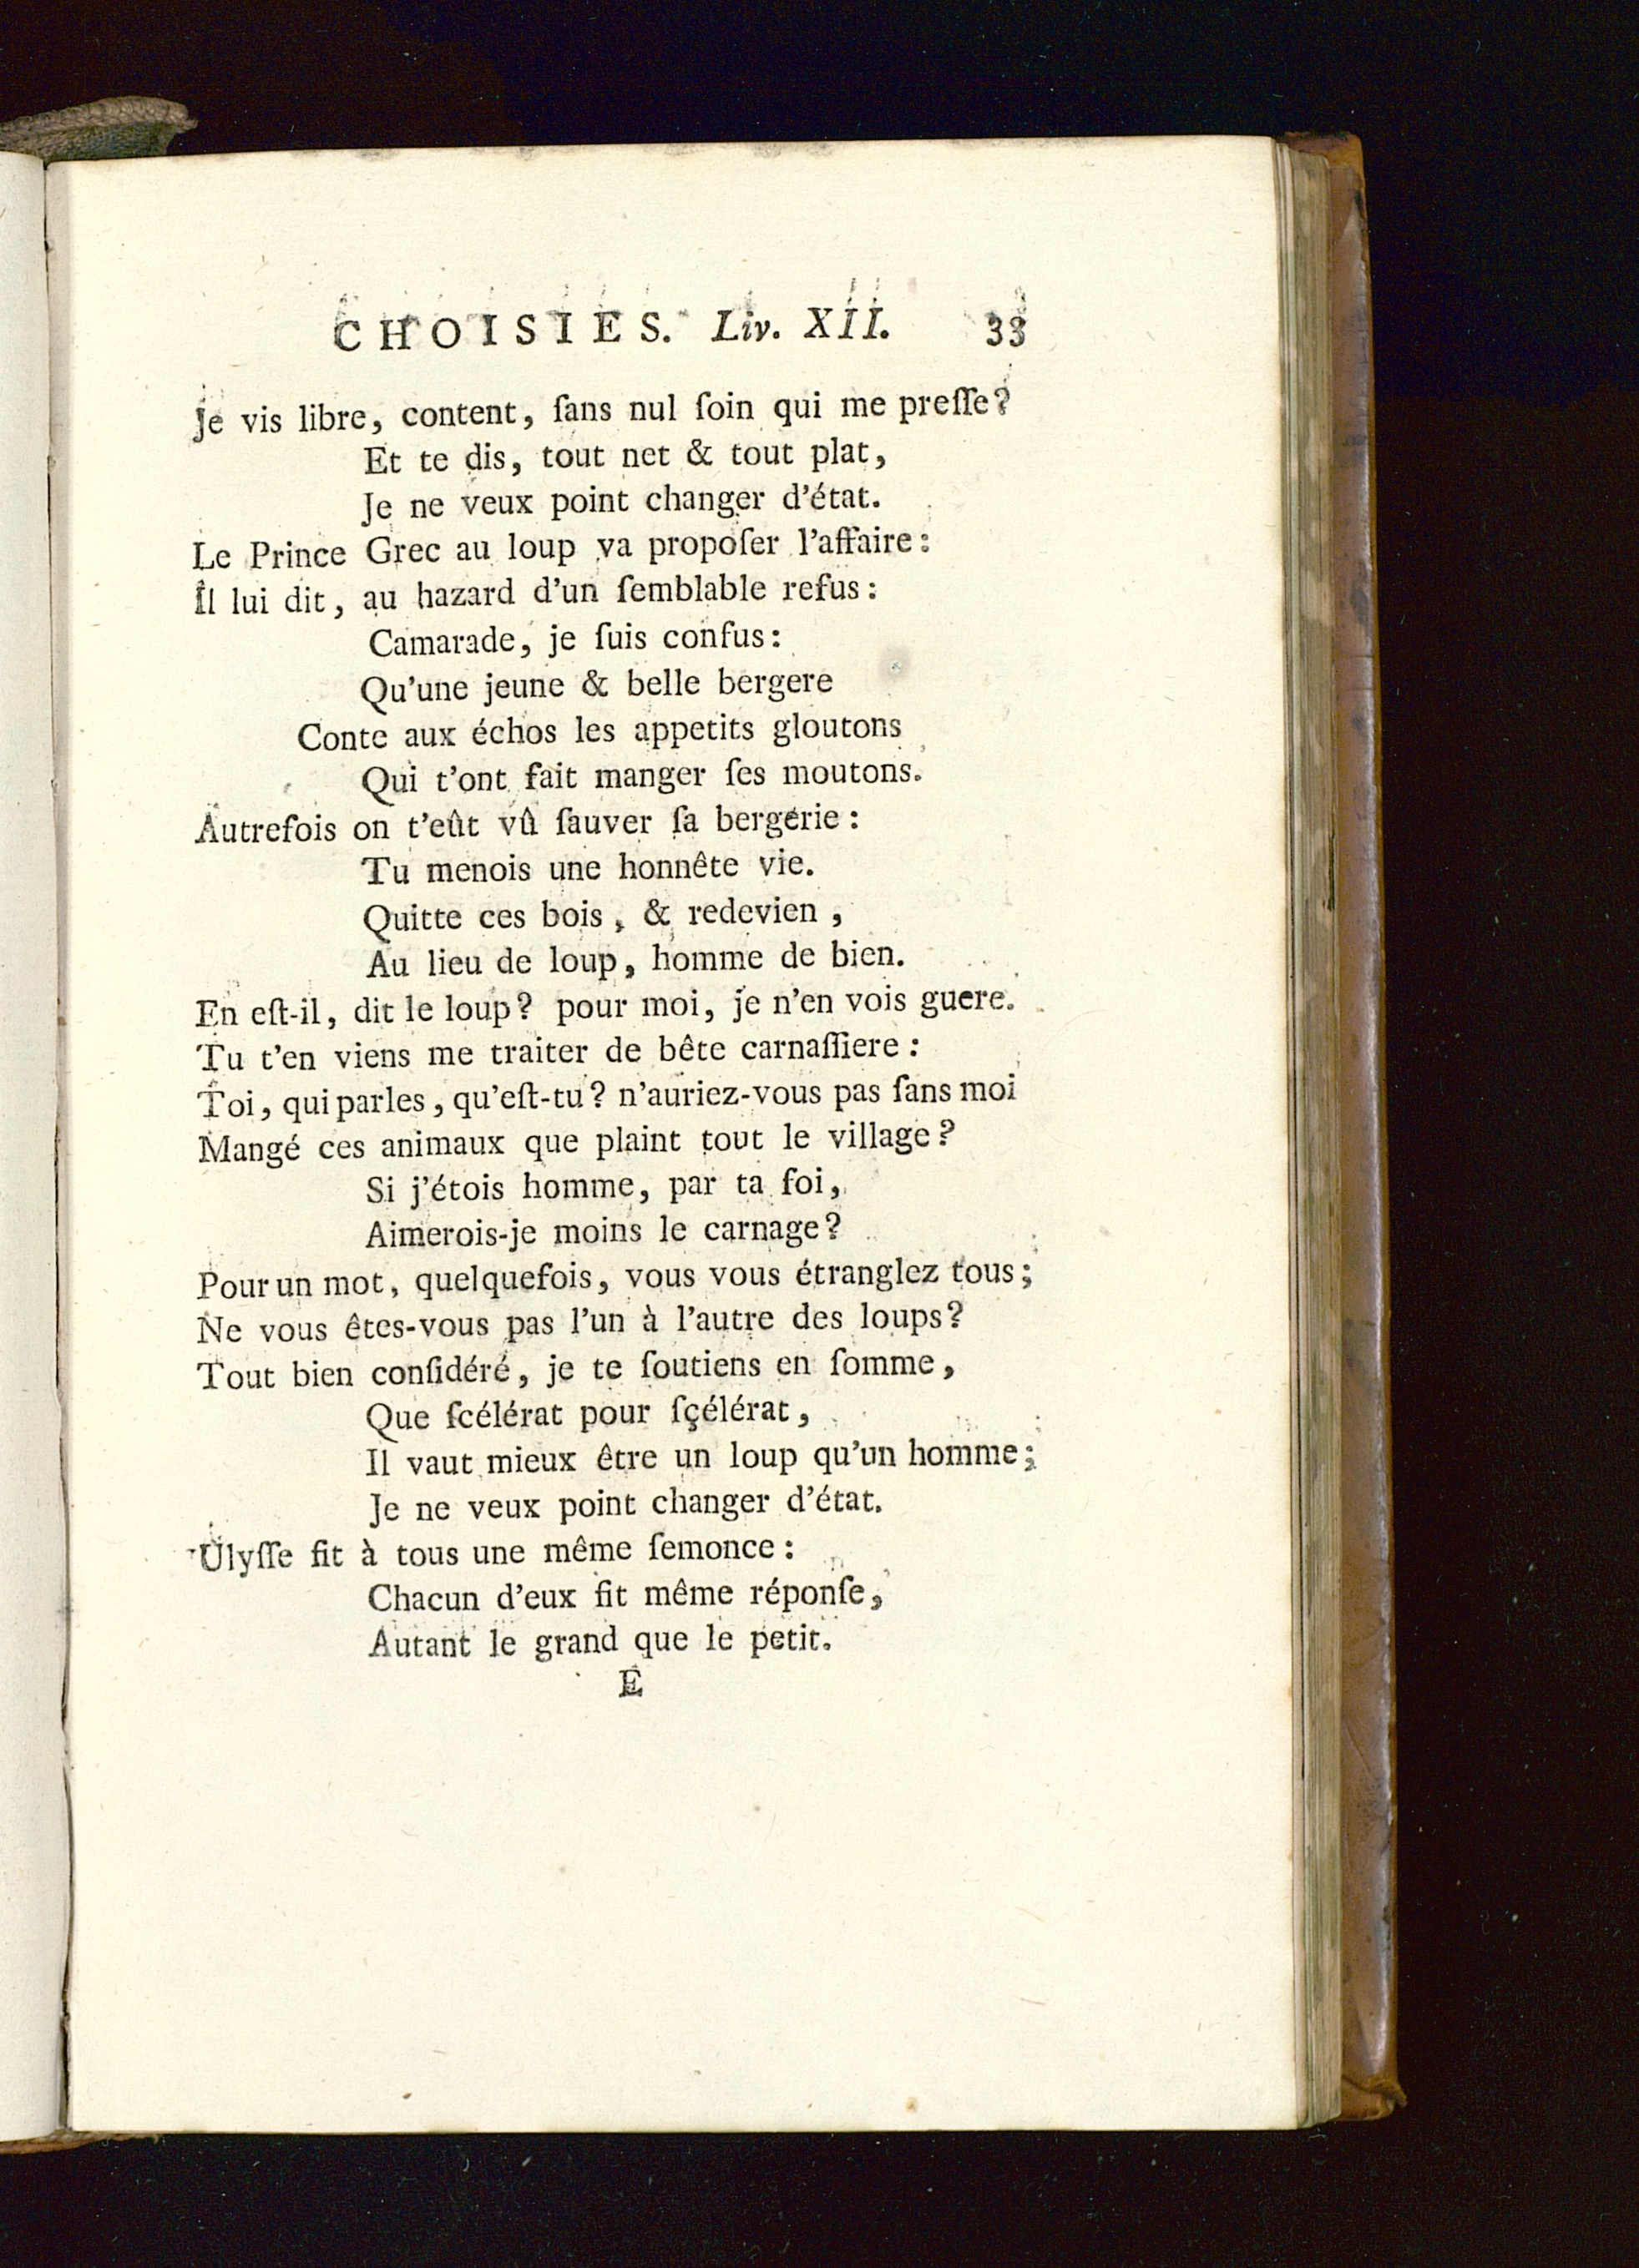 CHOISIES. Liv. XII. 33
Je vis libre, content, ſans nul ſoin qui me preſſe?
Et te dis, tout net & tout plat,
Je ne veux point changer d'état.
Le Prince Grec au loup va propoſer l'affaire:
Il lui dit, au hazard d'un ſemblable refus:
Camarade, je ſuis confus:
Qu'une jeune & belle bergere
Conte aux échos les appetits gloutons
Qui t'ont fait manger ſes moutons.
Autrefois on t'eût vû ſauver ſa bergerie:
Tu menois une honnête vie.
Quitte ces bois, & redevien,
Au lieu de loup, homme de bien.
En eſt-il, dit le loup? pour moi, je n'en vois guere.
Tu t'en viens me traiter de bête carnaſſiere:
Toi, qui parles, qu'eſt-tu? n'auriez-vous pas ſans moi
Mangé ces animaux que plaint tout le village?
Si j'étois homme, par ta foi,
Aimerois-je moins le carnage?
Pour un mot, quelquefois, vous vous étranglez tous;
Ne vous êtes-vous pas l'un à l'autre des loups?
Tout bien conſidéré, je te ſoutiens en ſomme,
Que ſcélérat pour ſçélérat,
Il vaut mieux être un loup qu'un homme;
Je ne veux point changer d'état.
Ulyſſe fit à tous une même ſemonce:
Chacun d'eux fit même réponſe,
Autant le grand que le petit.
E